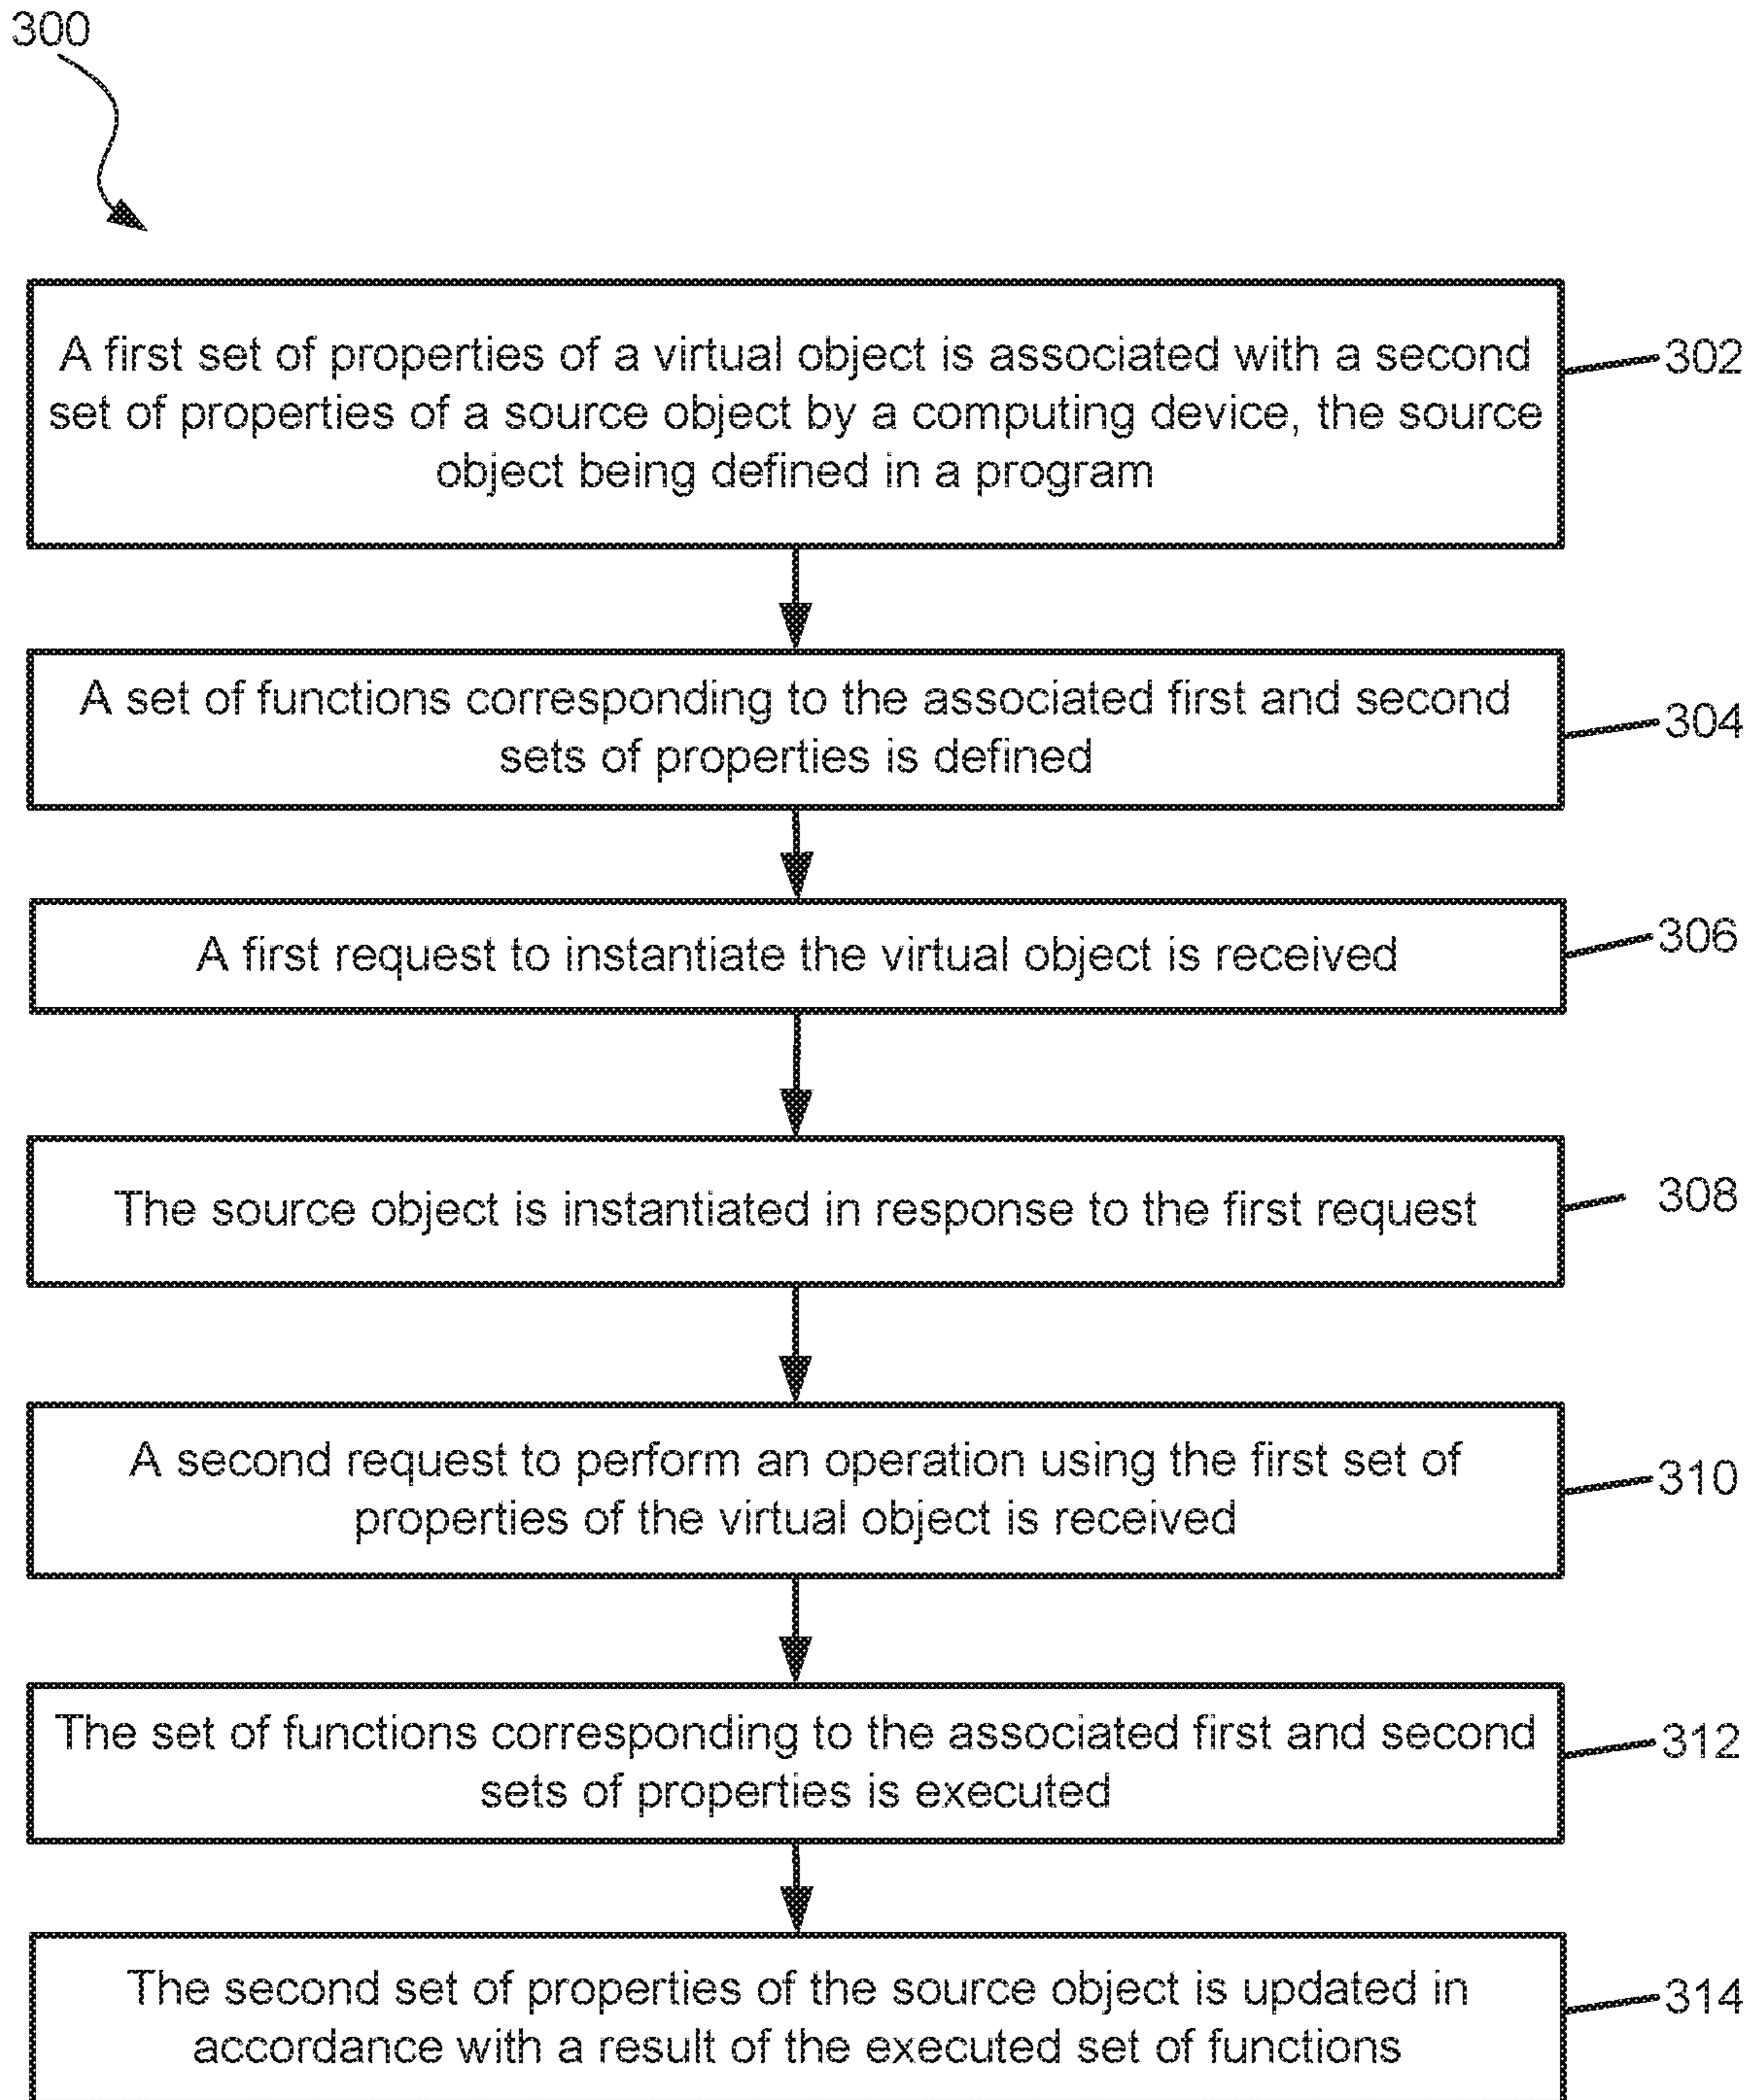 300
A first set of properties of a virtual object is associated with a second
set of properties of a source object by a computing device, the source
object being defined in a program
302
A set of functions corresponding to the associated first and second
sets of properties is defined
304
A first request to instantiate the virtual object is received
306
The source object is instantiated in response to the first request
308
A second request to perform an operation using the first set of
properties of the virtual object is received
310
The set of functions corresponding to the associated first and second
sets of properties is executed
312
The second set of properties of the source object is updated in
accordance with a result of the executed set of functions
314